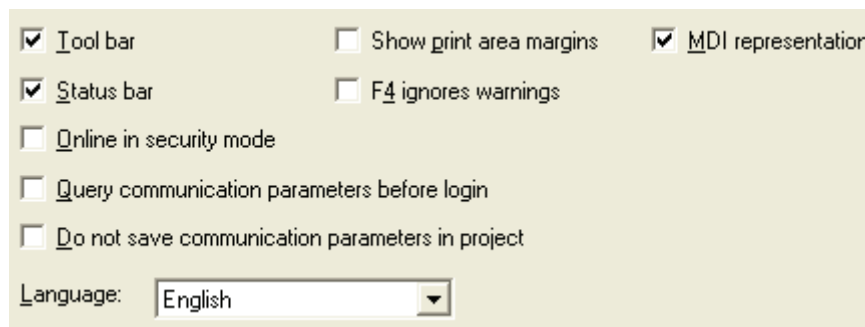 Tool bar Show print area margins MDI representation
Status bar F4 ignores warnings
Online in security mode
Query communication parameters before login
Do not save communication parameters in project
Language: English